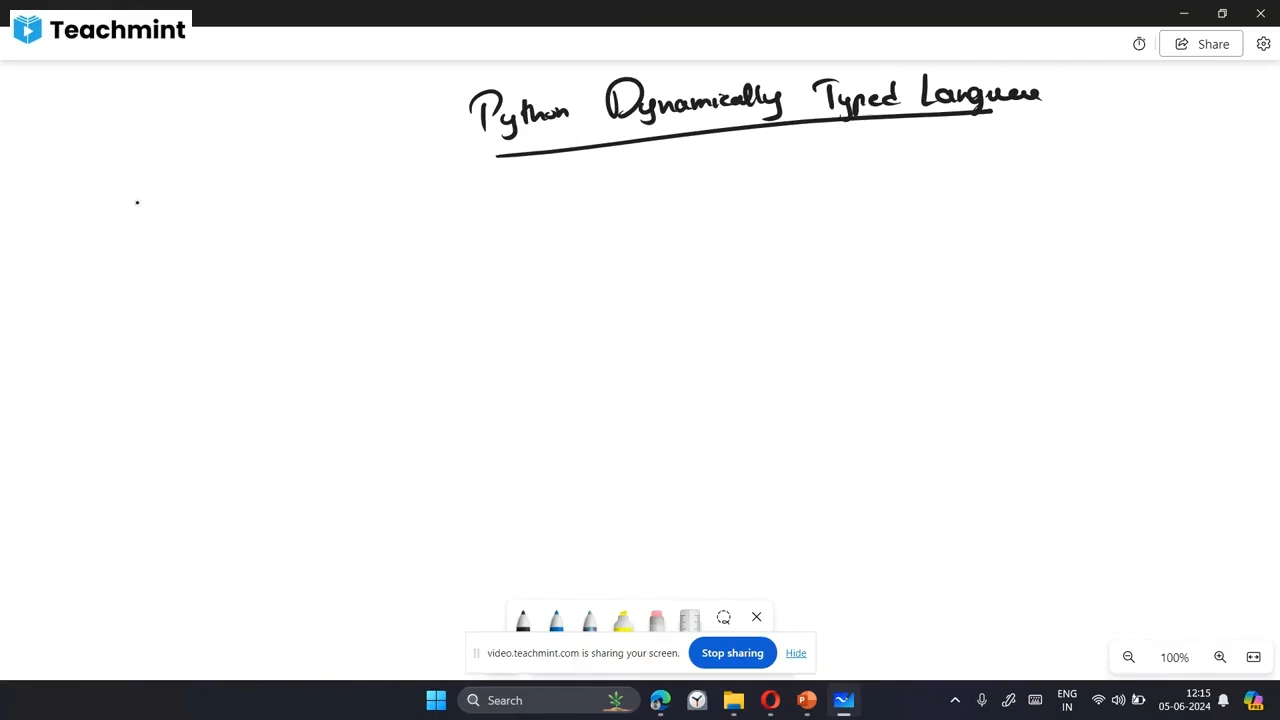 Teachmint
Share
Python Dynamically Typed Language
video.teachmint.com is sharing your screen.
Stop sharing
Hide
100%
Search
ENG
IN
12:15
05-06-2024